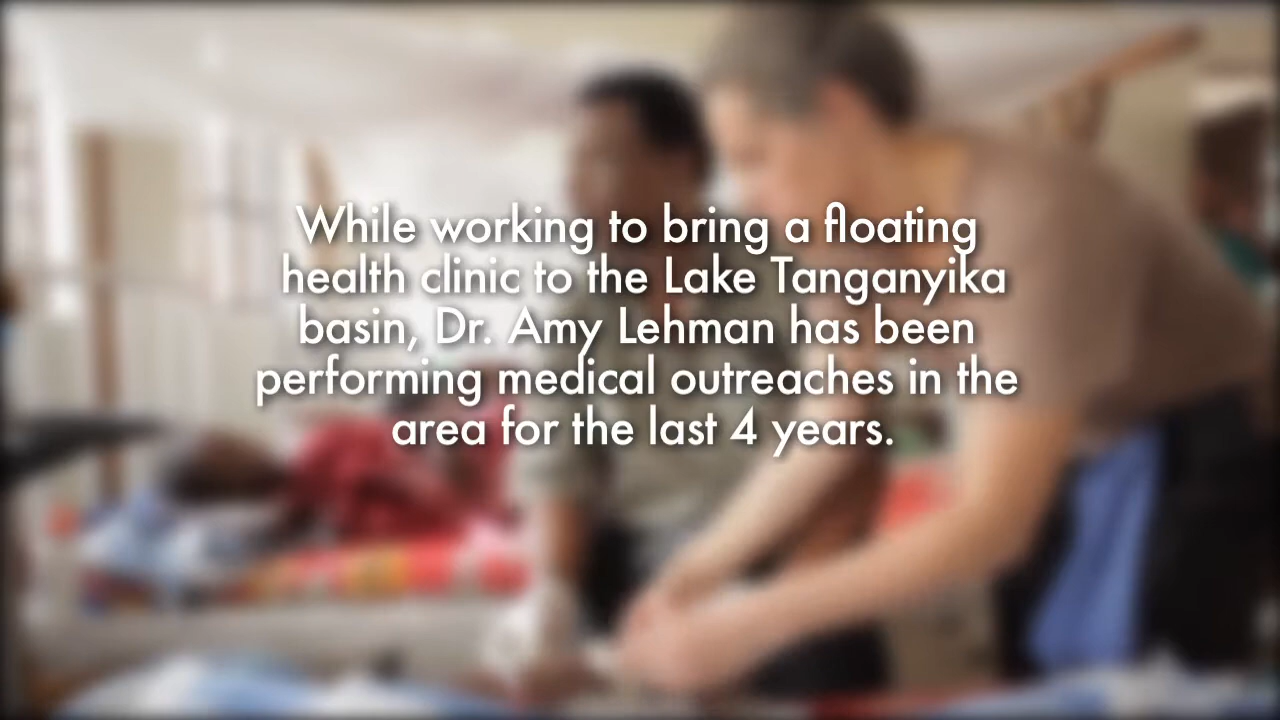 While working to bring a floating
health clinic to the Lake Tanganyika
basin, Dr. Amy Lehman has been
performing medical outreaches in the
area for the last 4 years.